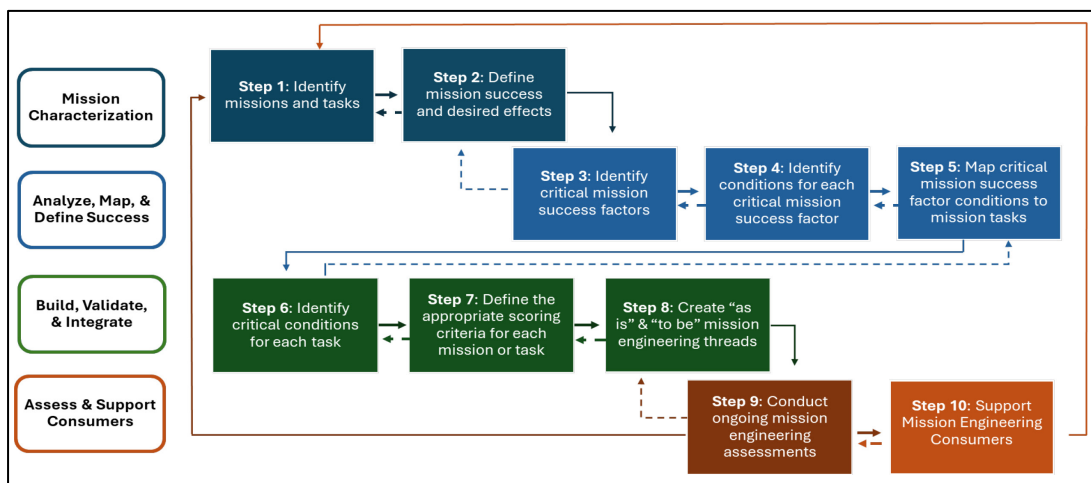 Mission
Characterization
Step 1: Identify
missions and tasks
Step 2: Define
mission success
and desired effects
Analyze, Map, &
Define Success
Step 3: Identify
critical mission
success factors
Step 4: Identify
conditions for each
critical mission
success factor
Step 5: Map critical
mission success
factor conditions to
mission tasks
Build, Validate,
& Integrate
Step 6: Identify
critical conditions
for each task
Step 7: Define the
appropriate scoring
criteria for each
mission or task
Step 8: Create “as
is” & “to be” mission
engineering threads
Assess & Support
Consumers
Step 9: Conduct
ongoing mission
engineering
assessments
Step 10: Support
Mission Engineering
Consumers